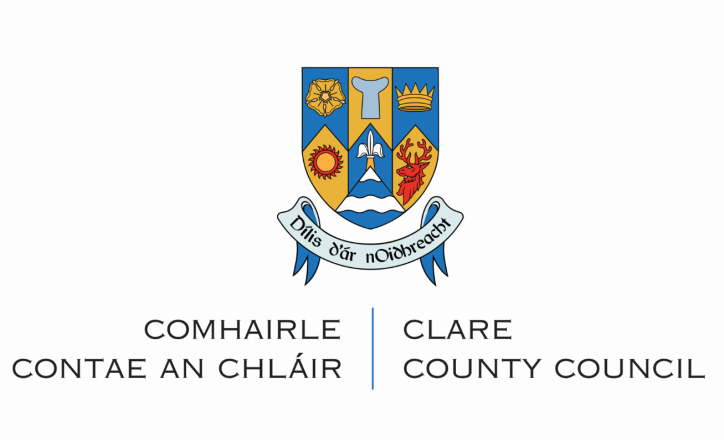 Dílis d'ár nOidhreacht
COMHAIRLE
CONTAE AN CHLÁIR
CLARE
COUNTY COUNCIL